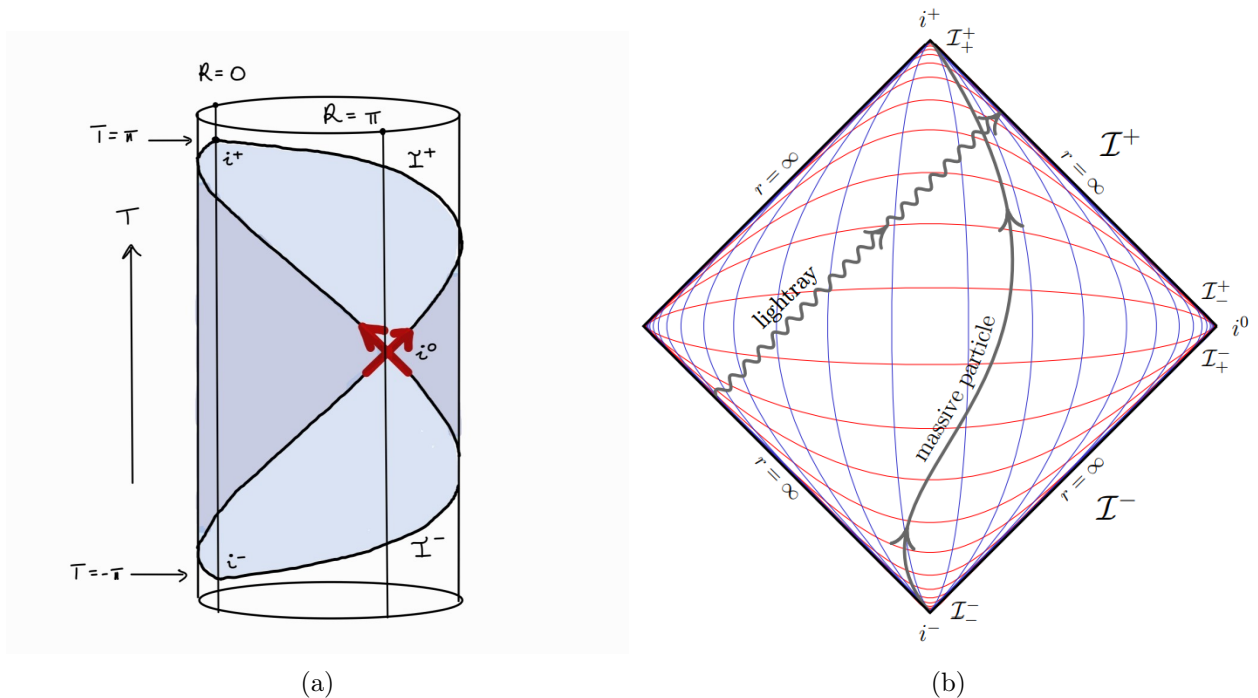 R=0
R=π
T=π
i⁺
𝓘⁺
T
i⁰
i⁻
𝓘⁻
T=-π
(a)
i⁺
𝓘⁺₊
r = ∞
r = ∞
𝓘⁺
lightray
𝓘⁺₋
i⁰
𝓘⁻₊
massive particle
r = ∞
r = ∞
𝓘⁻
𝓘⁻₋
i⁻
(b)